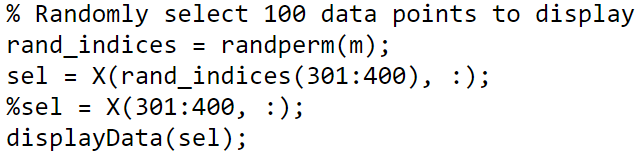 % Randomly select 100 data points to display
rand_indices = randperm(m);
sel = X(rand_indices(301:400), :);
%sel = X(301:400, :);
displayData(sel);